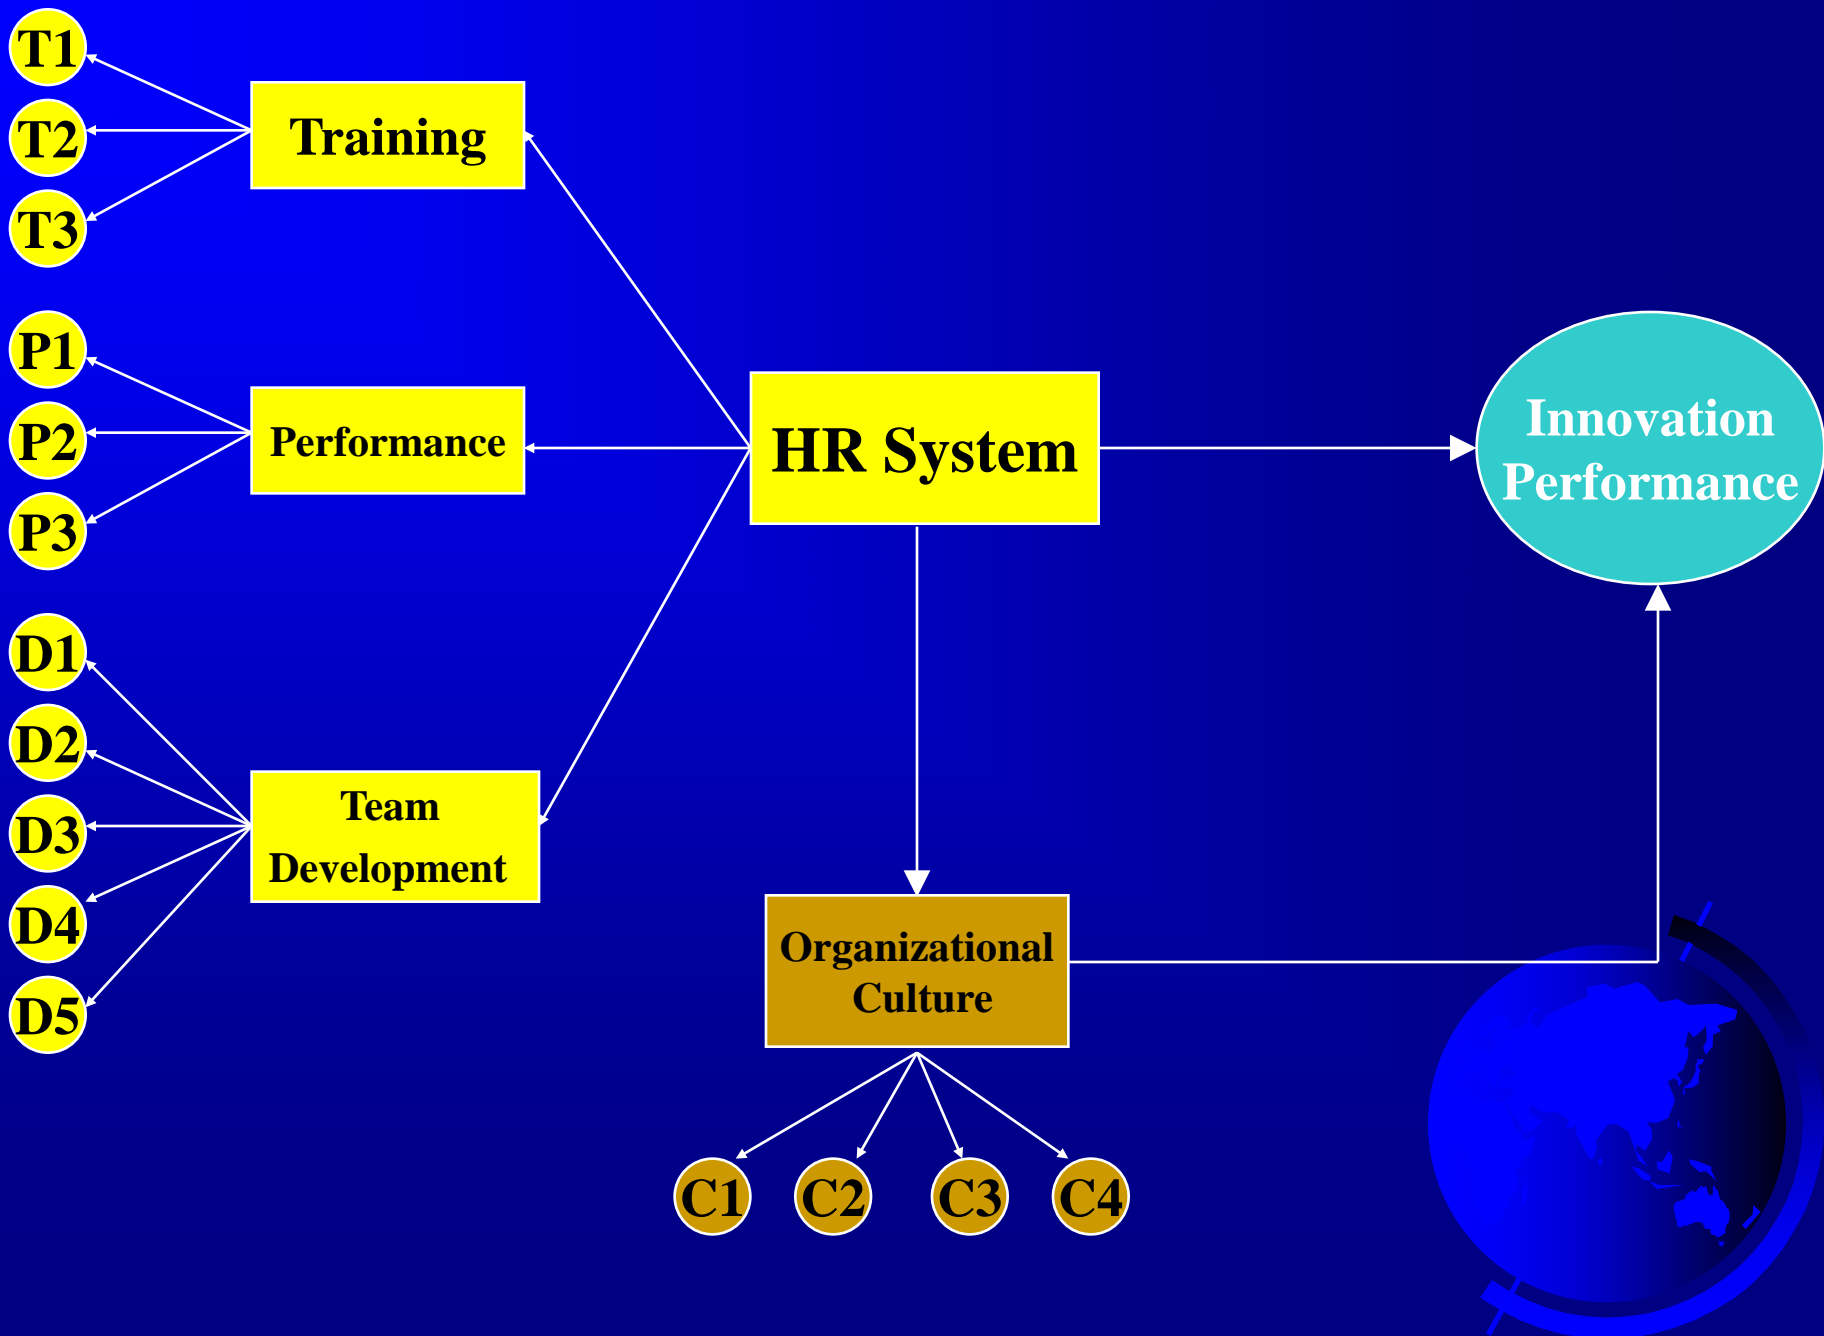 T1
T2
T3
Training
P1
P2
P3
Performance
HR System
Innovation
Performance
D1
D2
D3
D4
D5
Team
Development
Organizational
Culture
C1
C2
C3
C4